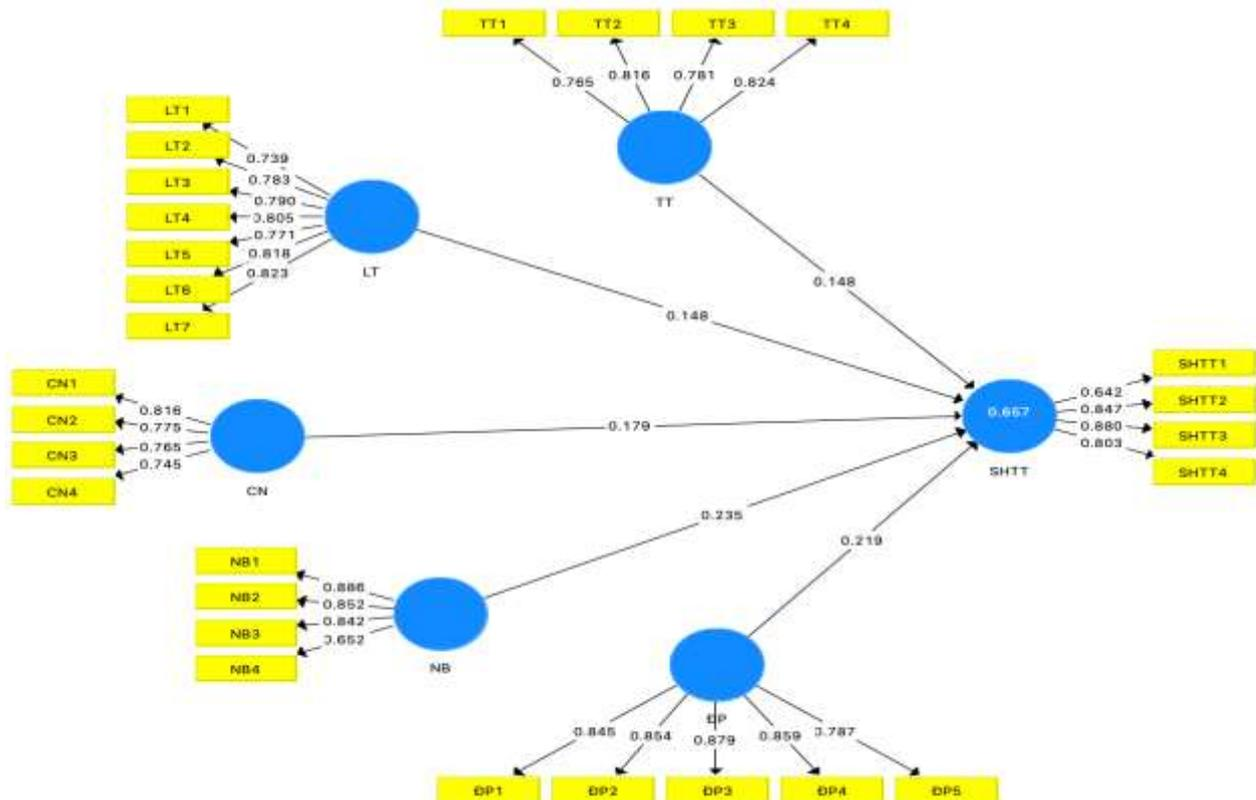 TT1 TT2 TT3 TT4
0.765 0.816 0.781 0.824
TT
LT1
LT2
LT3
LT4
LT5
LT6
LT7
0.739
0.783
0.790
0.805
0.771
0.818
0.823
LT
0.148
0.148
CN1
CN2
CN3
CN4
0.816
0.775
0.765
0.745
CN
0.179
0.657
SHTT
0.642
0.847
0.880
0.803
SHTT1
SHTT2
SHTT3
SHTT4
NB1
NB2
NB3
NB4
0.886
0.852
0.842
0.652
NB
0.235
0.219
ĐP
0.845 0.854 0.879 0.859 0.787
ĐP1 ĐP2 ĐP3 ĐP4 ĐP5